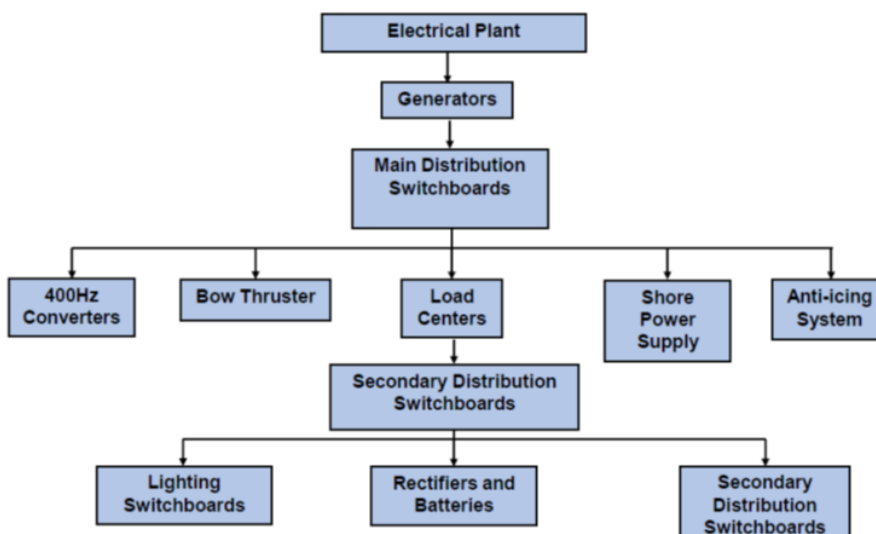 Electrical Plant
Generators
Main Distribution
Switchboards
400Hz
Converters
Bow Thruster
Load
Centers
Shore
Power
Supply
Anti-icing
System
Secondary Distribution
Switchboards
Lighting
Switchboards
Rectifiers and
Batteries
Secondary
Distribution
Switchboards